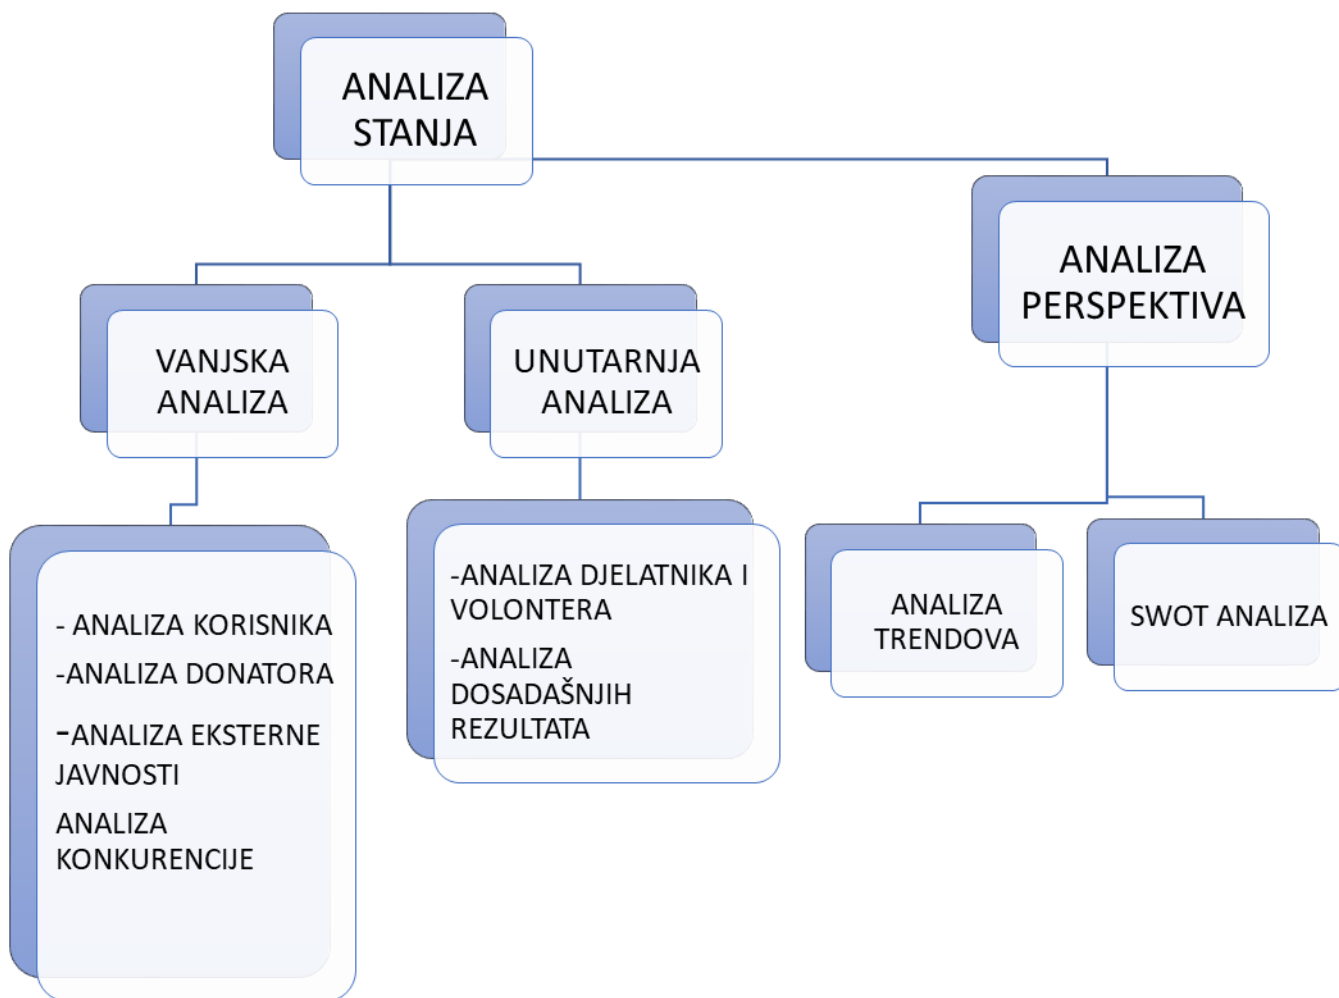 ANALIZA
STANJA
ANALIZA
PERSPEKTIVA
VANJSKA
ANALIZA
UNUTARNJA
ANALIZA
- ANALIZA KORISNIKA
-ANALIZA DONATORA
-ANALIZA EKSTERNE
JAVNOSTI
ANALIZA
KONKURENCIJE
-ANALIZA DJELATNIKA I
VOLONTERA
-ANALIZA
DOSADAŠNJIH
REZULTATA
ANALIZA
TRENDOVA
SWOT ANALIZA